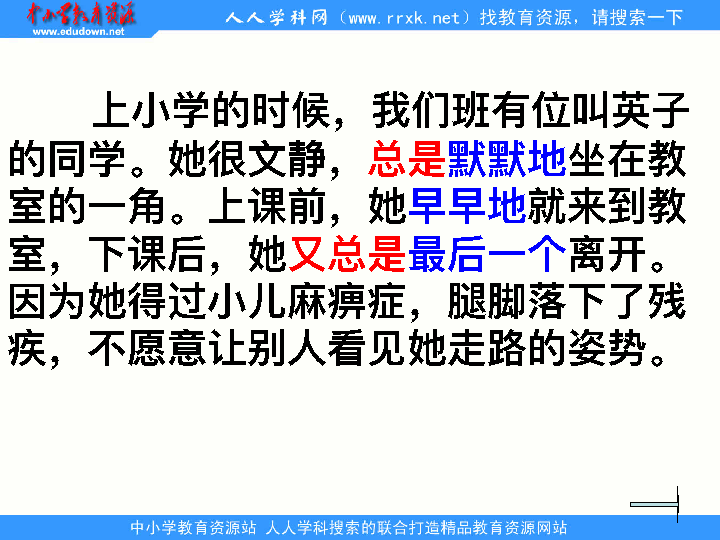 中小学教育资源
www.edudown.net
人人学科网（www.rrxk.net）找教育资源，请搜索一下
上小学的时候，我们班有位叫英子
的同学。她很文静，总是默默地坐在教
室的一角。上课前，她早早地就来到教
室，下课后，她又总是最后一个离开。
因为她得过小儿麻痹症，腿脚落下了残
疾，不愿意让别人看见她走路的姿势。
中小学教育资源站 人人学科搜索的联合打造精品教育资源网站